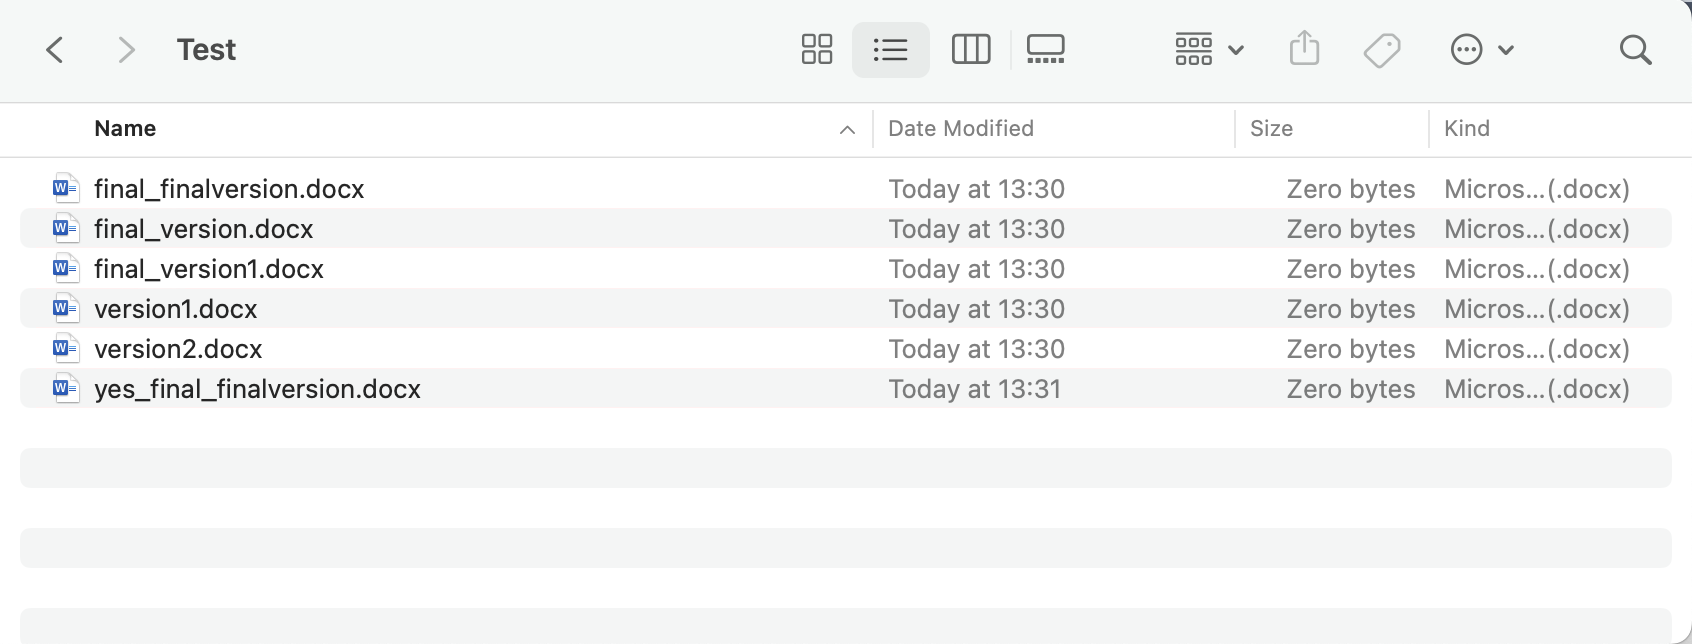 Test
Name Date Modified Size Kind
final_finalversion.docx Today at 13:30 Zero bytes Micros...(.docx)
final_version.docx Today at 13:30 Zero bytes Micros...(.docx)
final_version1.docx Today at 13:30 Zero bytes Micros...(.docx)
version1.docx Today at 13:30 Zero bytes Micros...(.docx)
version2.docx Today at 13:30 Zero bytes Micros...(.docx)
yes_final_finalversion.docx Today at 13:31 Zero bytes Micros...(.docx)